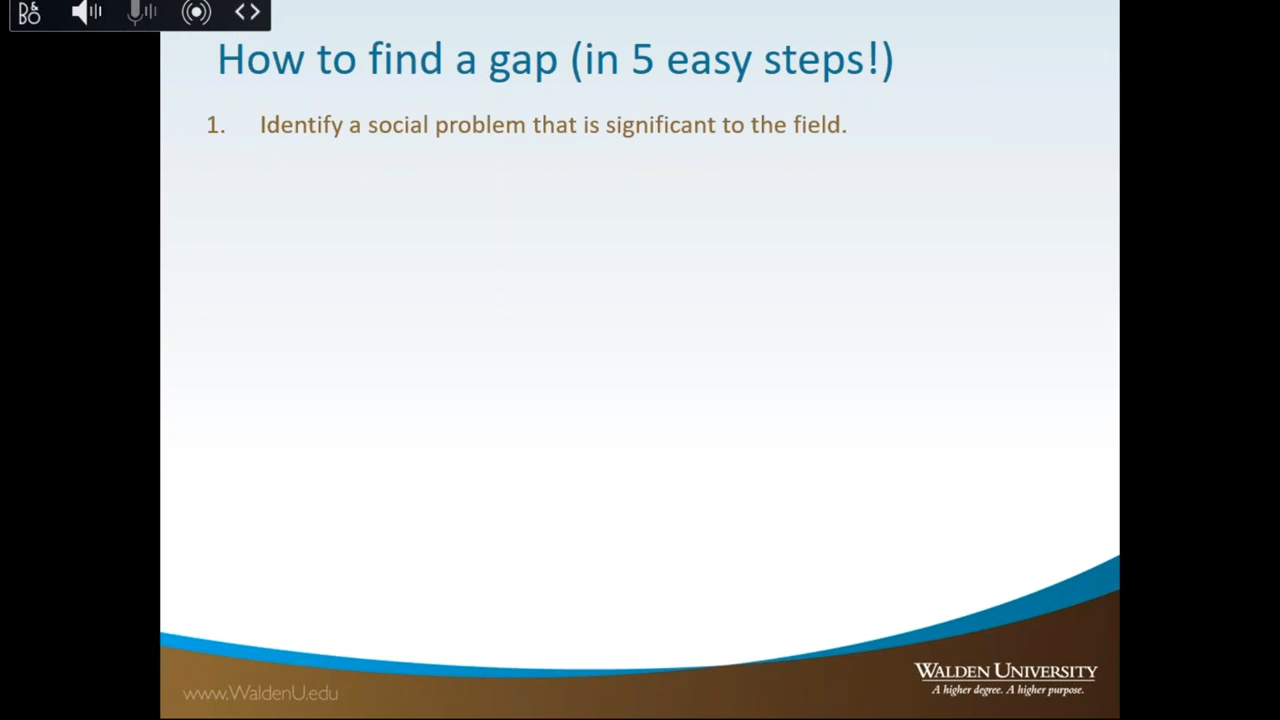 B&O
How to find a gap (in 5 easy steps!)
1. Identify a social problem that is significant to the field.
www.WaldenU.edu
WALDEN UNIVERSITY
A higher degree. A higher purpose.